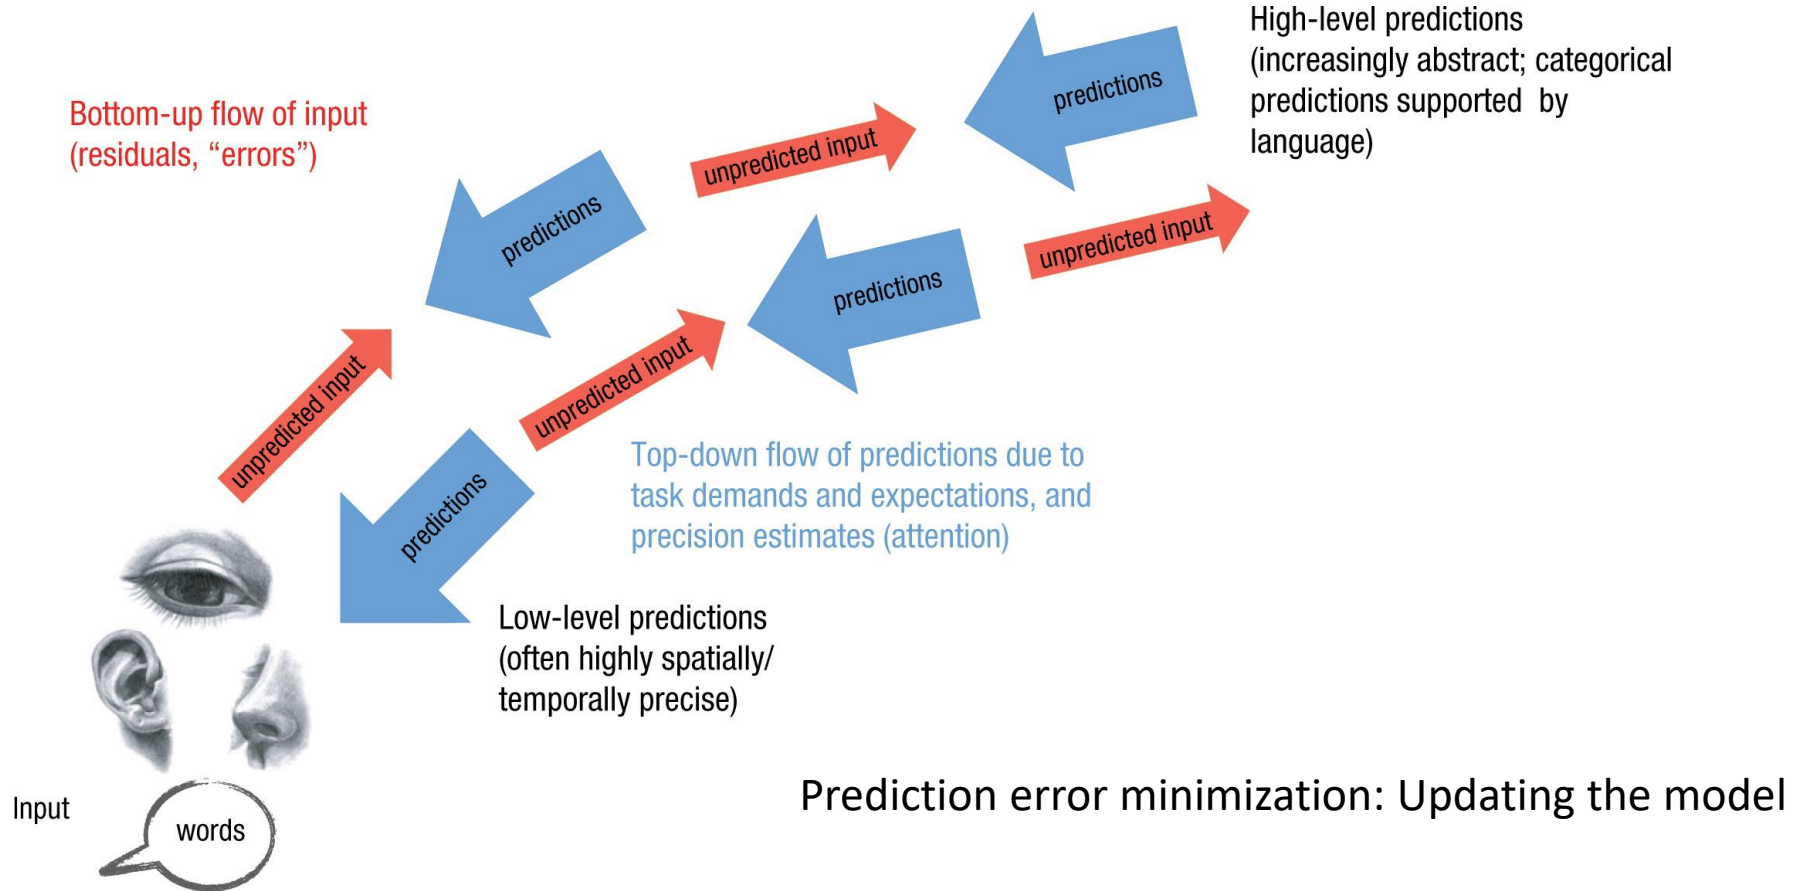 High-level predictions
(increasingly abstract; categorical
predictions supported by
language)
predictions
Bottom-up flow of input
(residuals, “errors”)
unpredicted input
predictions
unpredicted input
predictions
unpredicted input
unpredicted input
predictions
Top-down flow of predictions due to
task demands and expectations, and
precision estimates (attention)
Low-level predictions
(often highly spatially/
temporally precise)
Input
words
Prediction error minimization: Updating the model